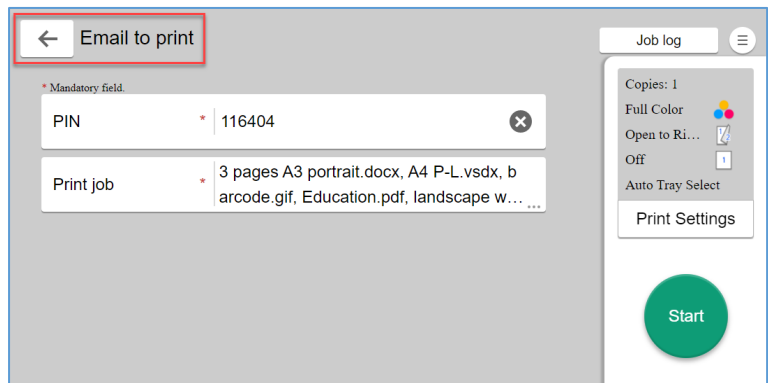 Email to print
Job log
* Mandatory field.
PIN * 116404
Print job * 3 pages A3 portrait.docx, A4 P-L.vsdx, b
arcode.gif, Education.pdf, landscape w... ...
Copies: 1
Full Color
Open to Ri...
Off 1
Auto Tray Select
Print Settings
Start